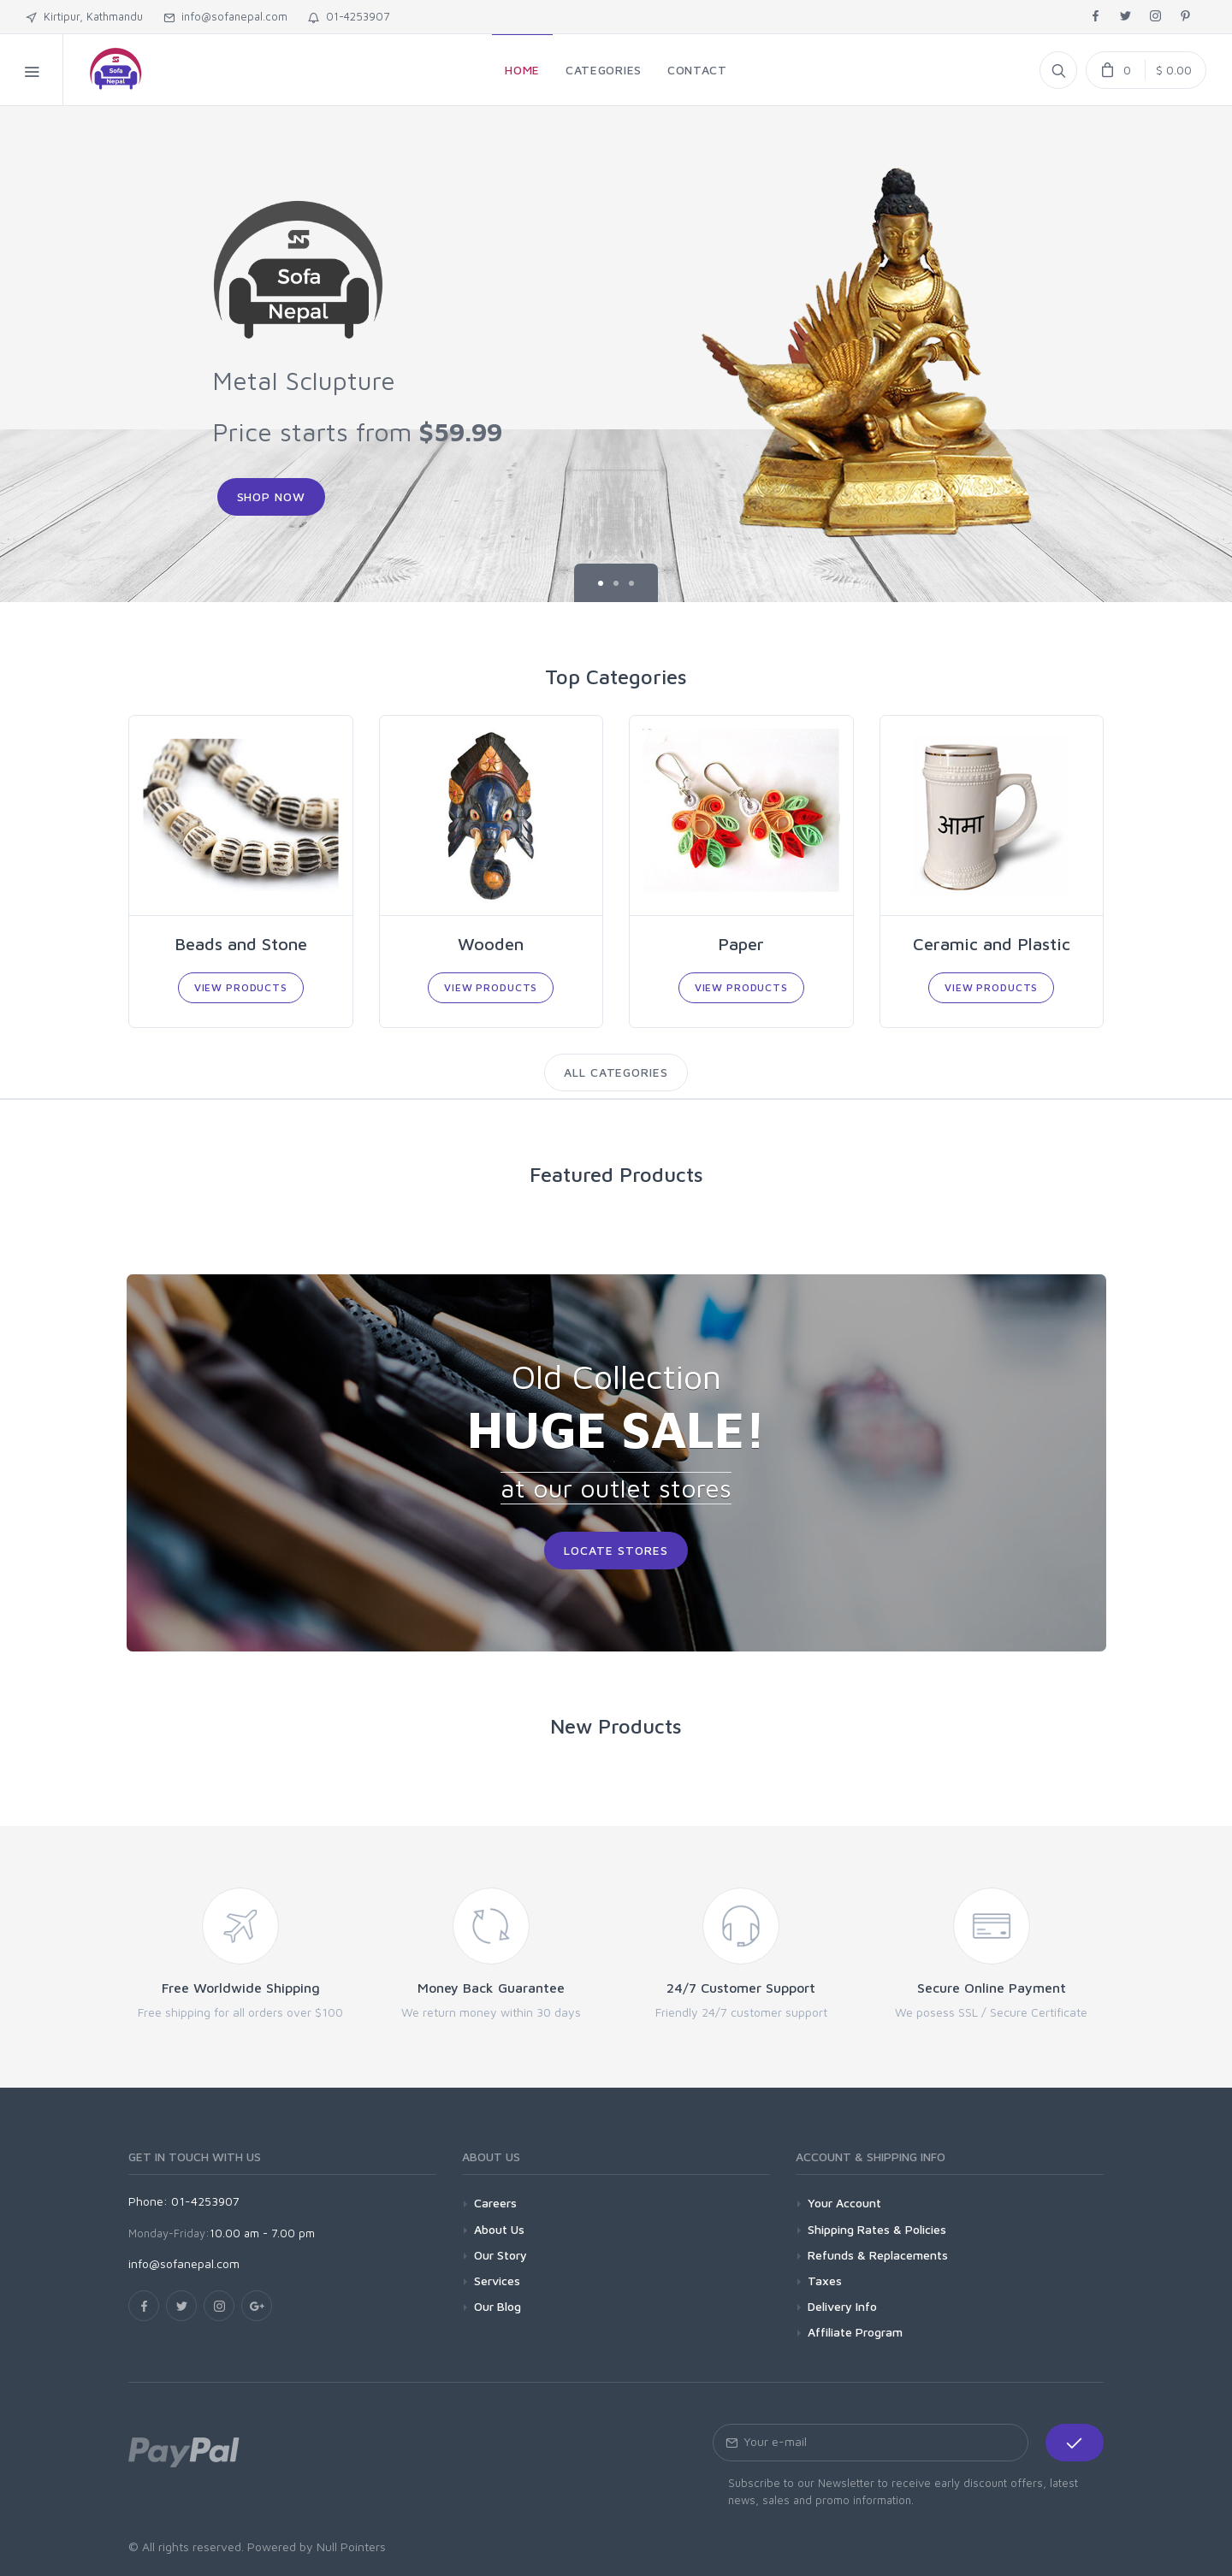 Kirtipur, Kathmandu info@sofanepal.com 01-4253907
Sofa
Nepal
HOME CATEGORIES CONTACT
0 $ 0.00
Sofa
Nepal
Metal Sclupture
Price starts from $59.99
SHOP NOW
Top Categories
आमा
Beads and Stone
VIEW PRODUCTS
Wooden
VIEW PRODUCTS
Paper
VIEW PRODUCTS
Ceramic and Plastic
VIEW PRODUCTS
ALL CATEGORIES
Featured Products
Old Collection
HUGE SALE!
at our outlet stores
LOCATE STORES
New Products
Free Worldwide Shipping
Free shipping for all orders over $100
Money Back Guarantee
We return money within 30 days
24/7 Customer Support
Friendly 24/7 customer support
Secure Online Payment
We posess SSL / Secure Certificate
GET IN TOUCH WITH US
Phone: 01-4253907
Monday-Friday:10.00 am - 7.00 pm
info@sofanepal.com
ABOUT US
Careers
About Us
Our Story
Services
Our Blog
ACCOUNT & SHIPPING INFO
Your Account
Shipping Rates & Policies
Refunds & Replacements
Taxes
Delivery Info
Affiliate Program
PayPal
Your e-mail
Subscribe to our Newsletter to receive early discount offers, latest
news, sales and promo information.
© All rights reserved. Powered by Null Pointers